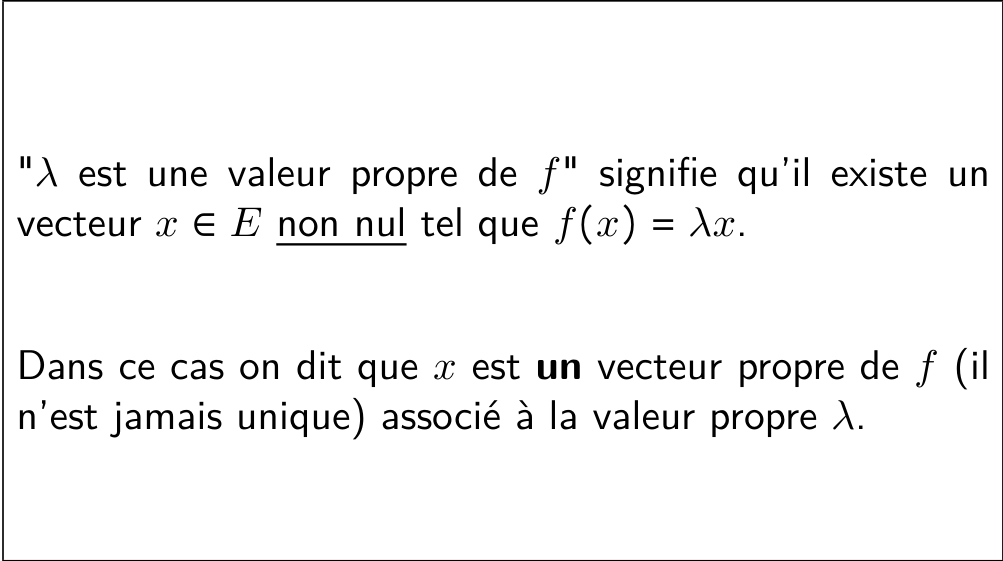 "λ est une valeur propre de f" signifie qu'il existe un
vecteur x ∈ E non nul tel que f(x) = λx.
Dans ce cas on dit que x est un vecteur propre de f (il
n'est jamais unique) associé à la valeur propre λ.